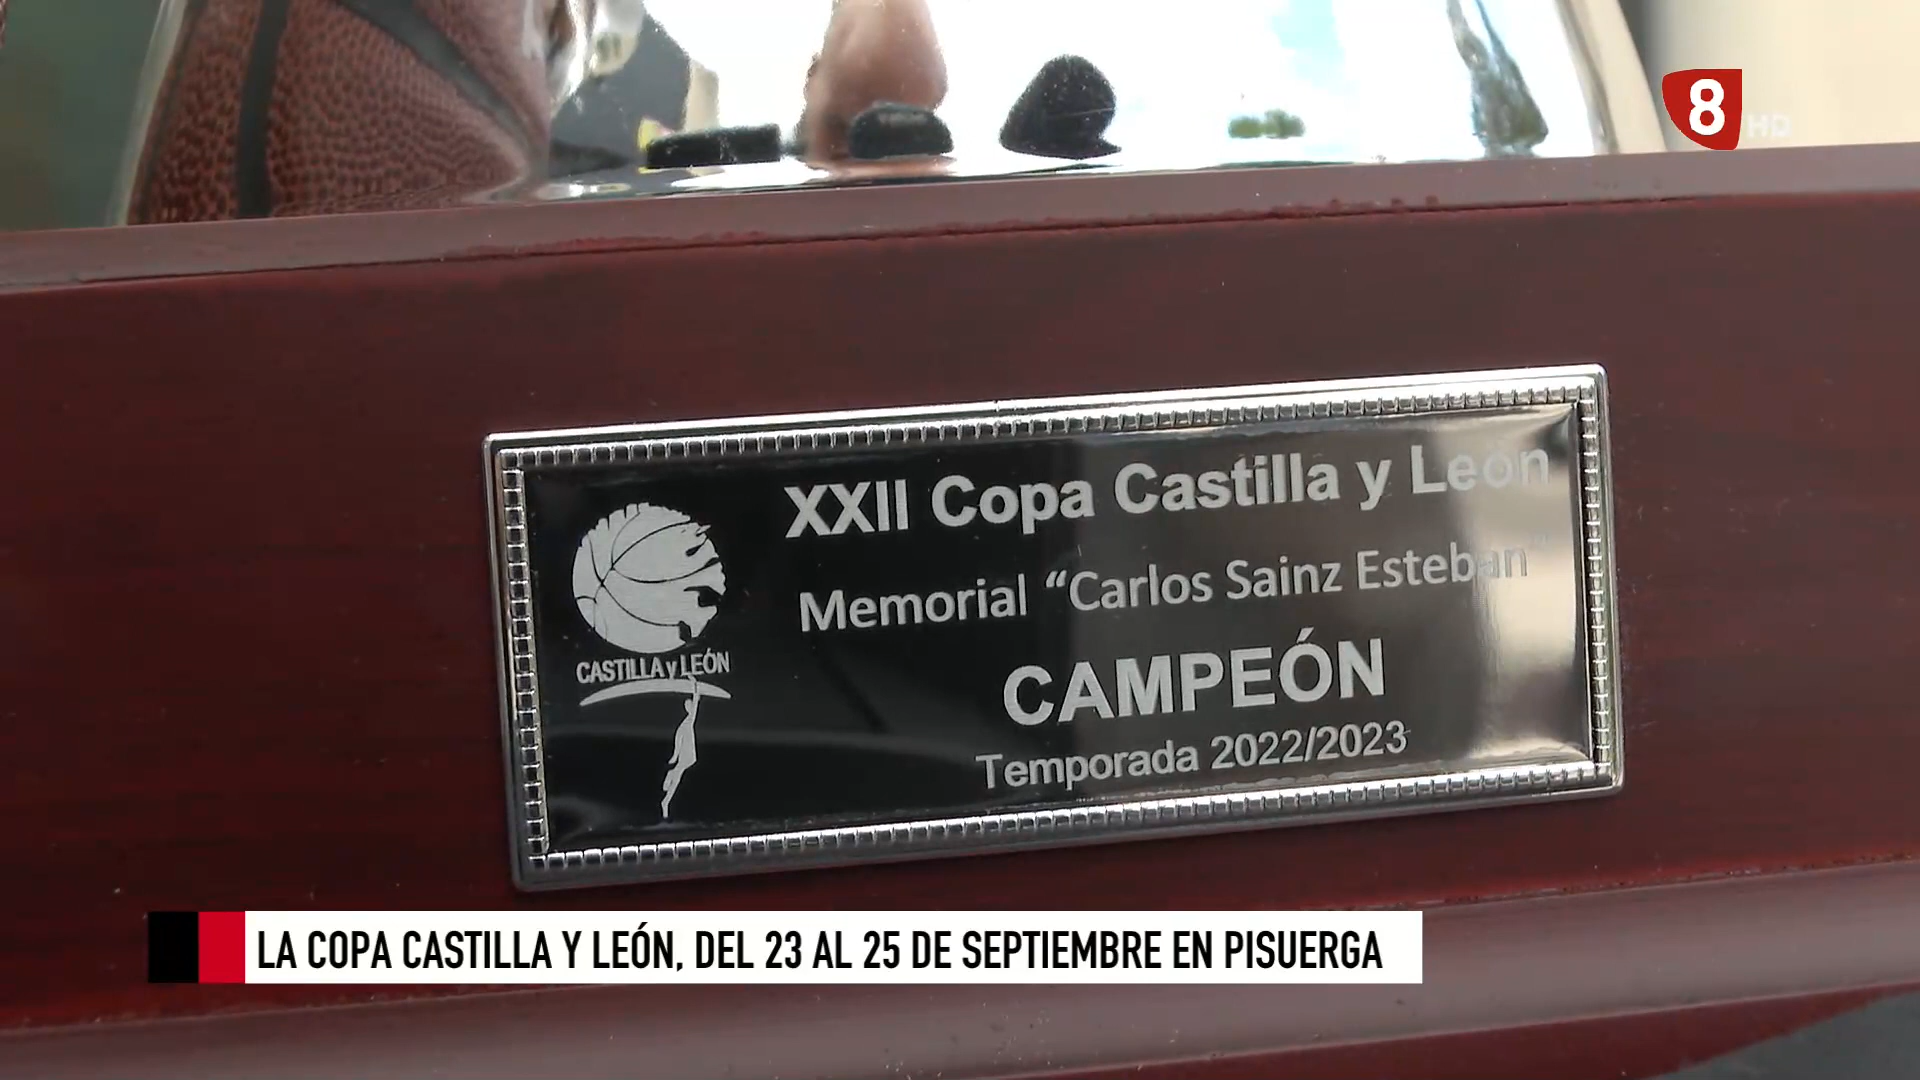 8 HD
XXII Copa Castilla y León
Memorial “Carlos Sainz Esteban”
CASTILLA y LEÓN
CAMPEÓN
Temporada 2022/2023
LA COPA CASTILLA Y LEÓN, DEL 23 AL 25 DE SEPTIEMBRE EN PISUERGA